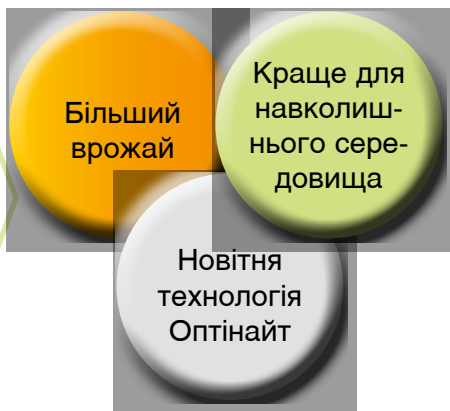 Більший
врожай
Краще для
навколиш-
нього сере-
довища
Новітня
технологія
Оптінайт